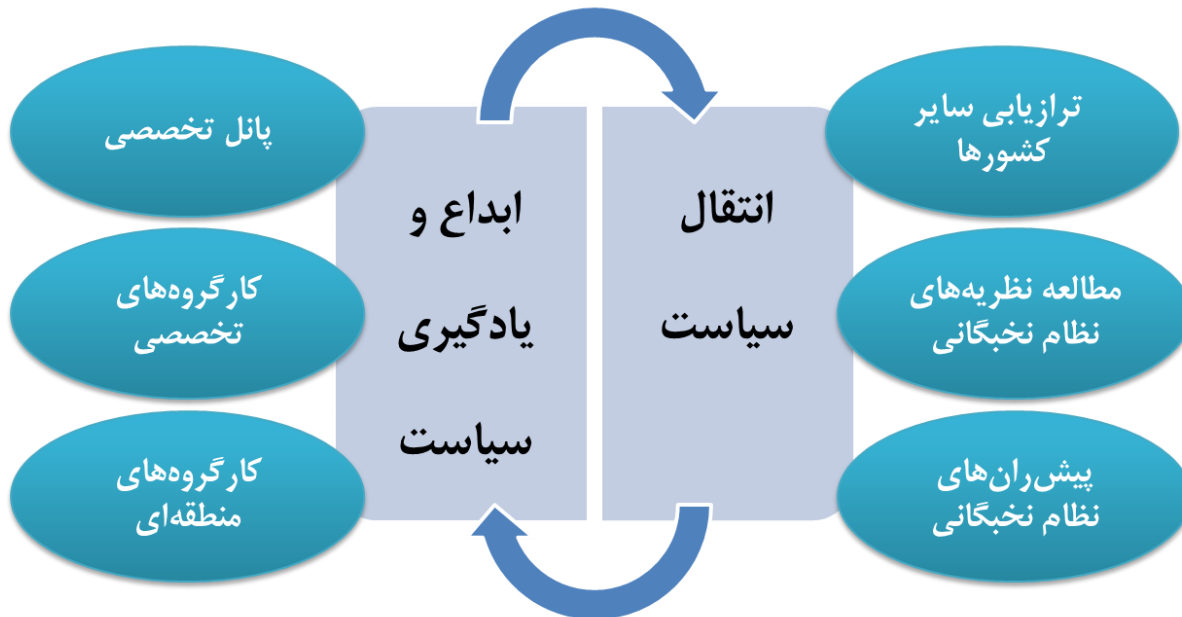 ترازیابی سایر
کشورها
مطالعه نظریه‌های
نظام نخبگانی
پیش‌ران‌های
نظام نخبگانی
انتقال
سیاست
ابداع و
یادگیری
سیاست
پانل تخصصی
کارگروه‌های
تخصصی
کارگروه‌های
منطقه‌ای